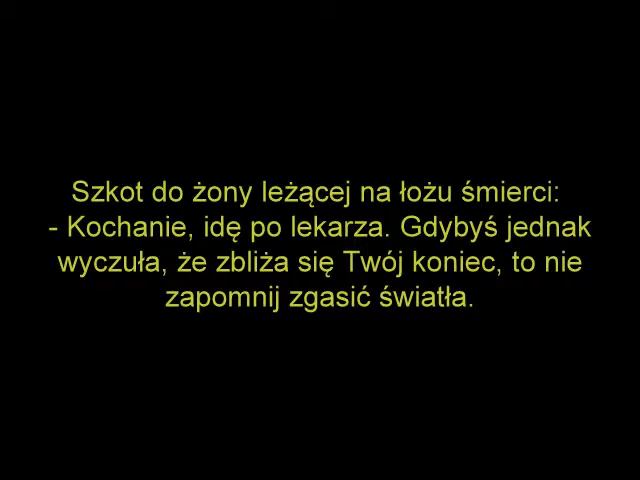 Szkot do żony leżącej na łożu śmierci:
- Kochanie, idę po lekarza. Gdybyś jednak
wyczuła, że zbliża się Twój koniec, to nie
zapomnij zgasić światła.